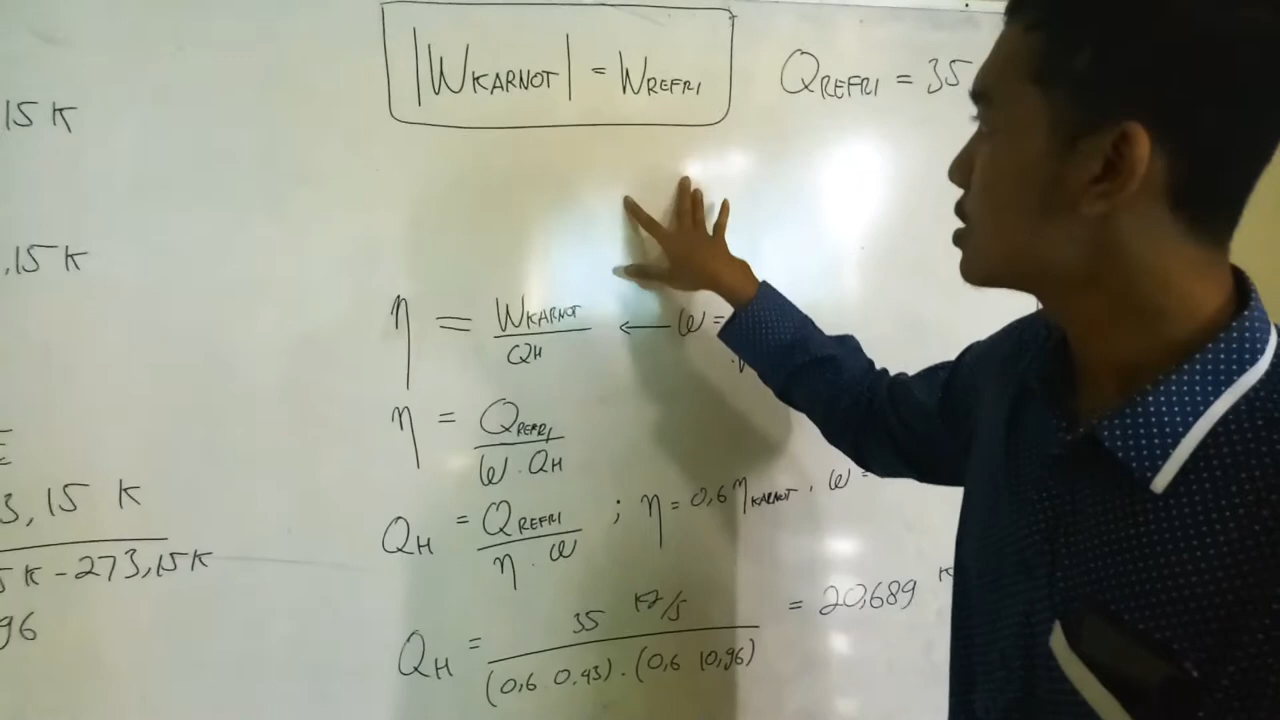 15 K
,15 K
3,15 K
5 K - 273,15 K
96
|WKARNOT| = WREFRI
QREFRI = 35
η = WKARNOT / QH ← ω =
η = QREFRI / ω . QH
QH = QREFRI / η . ω ; η = 0,6 ηKARNOT . ω =
QH = 35 KJ/S / (0,6 0,43) . (0,6 10,96) = 20,689 K